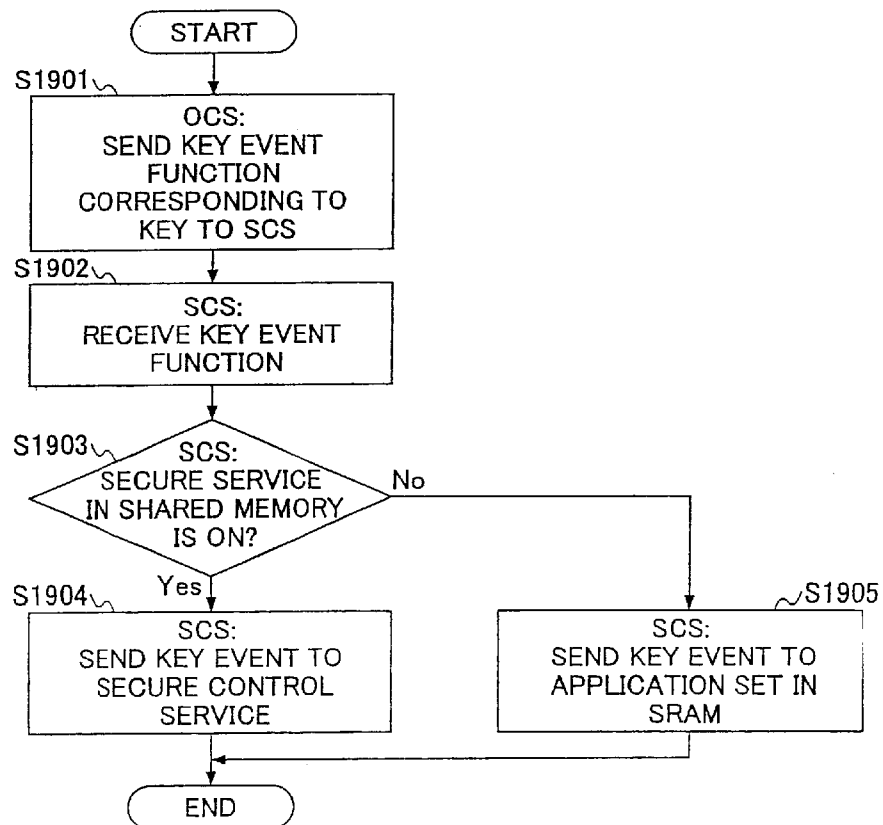 START
S1901
OCS:
SEND KEY EVENT
FUNCTION
CORRESPONDING TO
KEY TO SCS
S1902
SCS:
RECEIVE KEY EVENT
FUNCTION
S1903
SCS:
SECURE SERVICE
IN SHARED MEMORY
IS ON?
No
Yes
S1904
SCS:
SEND KEY EVENT TO
SECURE CONTROL
SERVICE
S1905
SCS:
SEND KEY EVENT TO
APPLICATION SET IN
SRAM
END